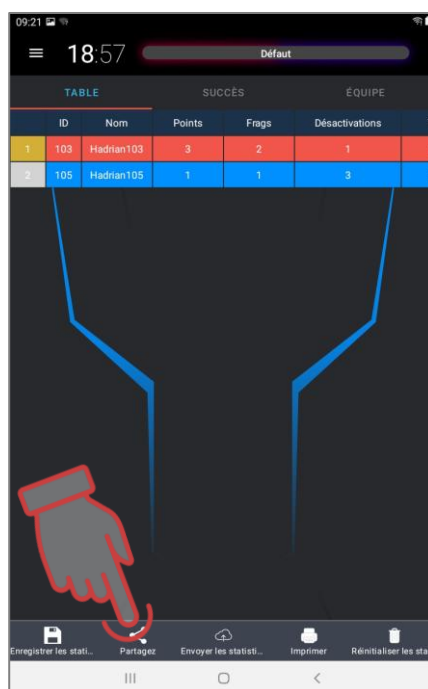 09:21
18:57 Défaut
TABLE SUCCÈS ÉQUIPE
ID Nom Points Frags Désactivations
1 103 Hadrian103 3 2 1
2 105 Hadrian105 1 1 3
Enregistrer les stati... Partagez Envoyer les statisti... Imprimer Réinitialiser les sta